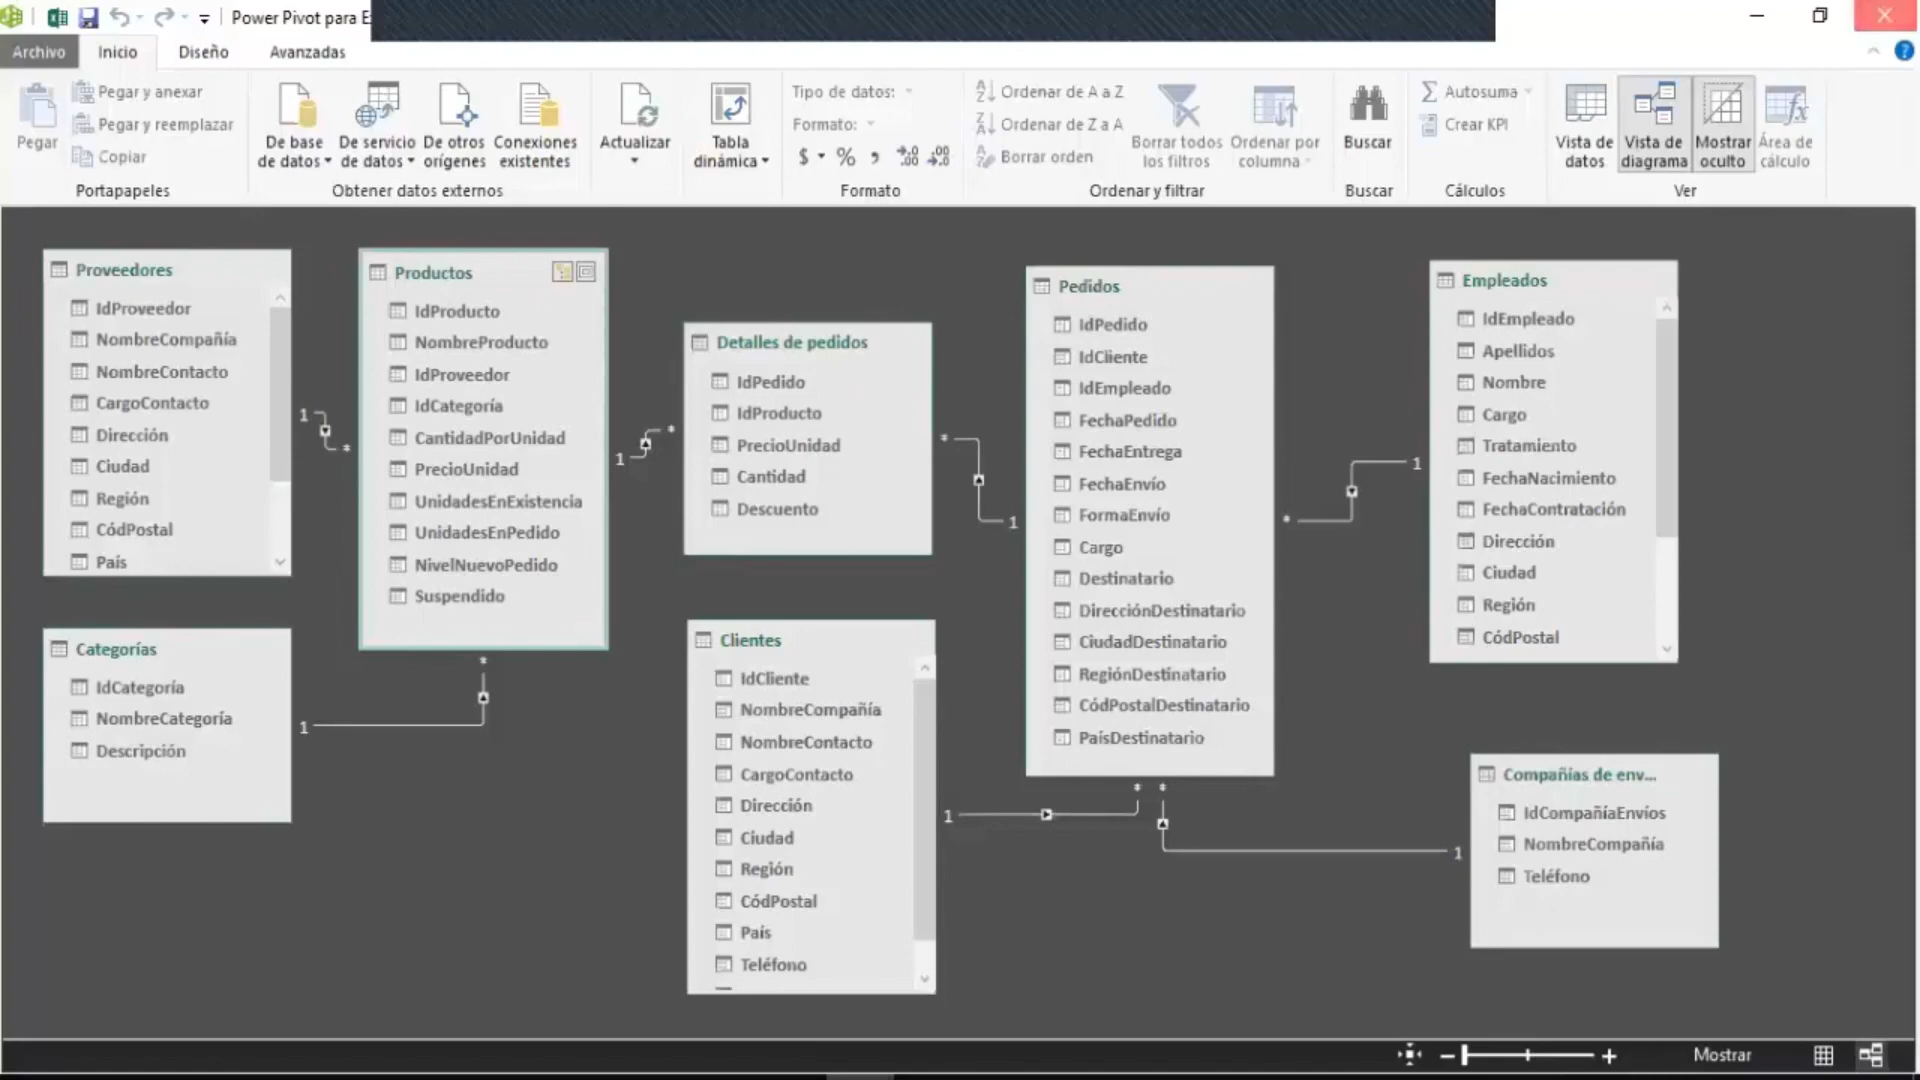 Power Pivot para E
Archivo
Inicio
Diseño
Avanzadas
Pegar
Pegar y anexar
Pegar y reemplazar
Copiar
Portapapeles
De base
de datos
De servicio
de datos
De otros
orígenes
Conexiones
existentes
Obtener datos externos
Actualizar
Tabla
dinámica
Tipo de datos:
Formato:
$ % ,
Formato
Ordenar de A a Z
Ordenar de Z a A
Borrar orden
Borrar todos
los filtros
Ordenar por
columna
Ordenar y filtrar
Buscar
Buscar
Autosuma
Crear KPI
Cálculos
Vista de
datos
Vista de
diagrama
Mostrar
oculto
Área de
cálculo
Ver
Proveedores
IdProveedor
NombreCompañía
NombreContacto
CargoContacto
Dirección
Ciudad
Región
CódPostal
País
1
*
Productos
IdProducto
NombreProducto
IdProveedor
IdCategoría
CantidadPorUnidad
PrecioUnidad
UnidadesEnExistencia
UnidadesEnPedido
NivelNuevoPedido
Suspendido
1
*
Detalles de pedidos
IdPedido
IdProducto
PrecioUnidad
Cantidad
Descuento
*
1
Pedidos
IdPedido
IdCliente
IdEmpleado
FechaPedido
FechaEntrega
FechaEnvío
FormaEnvío
Cargo
Destinatario
DirecciónDestinatario
CiudadDestinatario
RegiónDestinatario
CódPostalDestinatario
PaísDestinatario
*
1
Empleados
IdEmpleado
Apellidos
Nombre
Cargo
Tratamiento
FechaNacimiento
FechaContratación
Dirección
Ciudad
Región
CódPostal
Categorías
IdCategoría
NombreCategoría
Descripción
1
*
Clientes
IdCliente
NombreCompañía
NombreContacto
CargoContacto
Dirección
Ciudad
Región
CódPostal
País
Teléfono
1
* *
1
Compañías de env...
IdCompañíaEnvíos
NombreCompañía
Teléfono
Mostrar